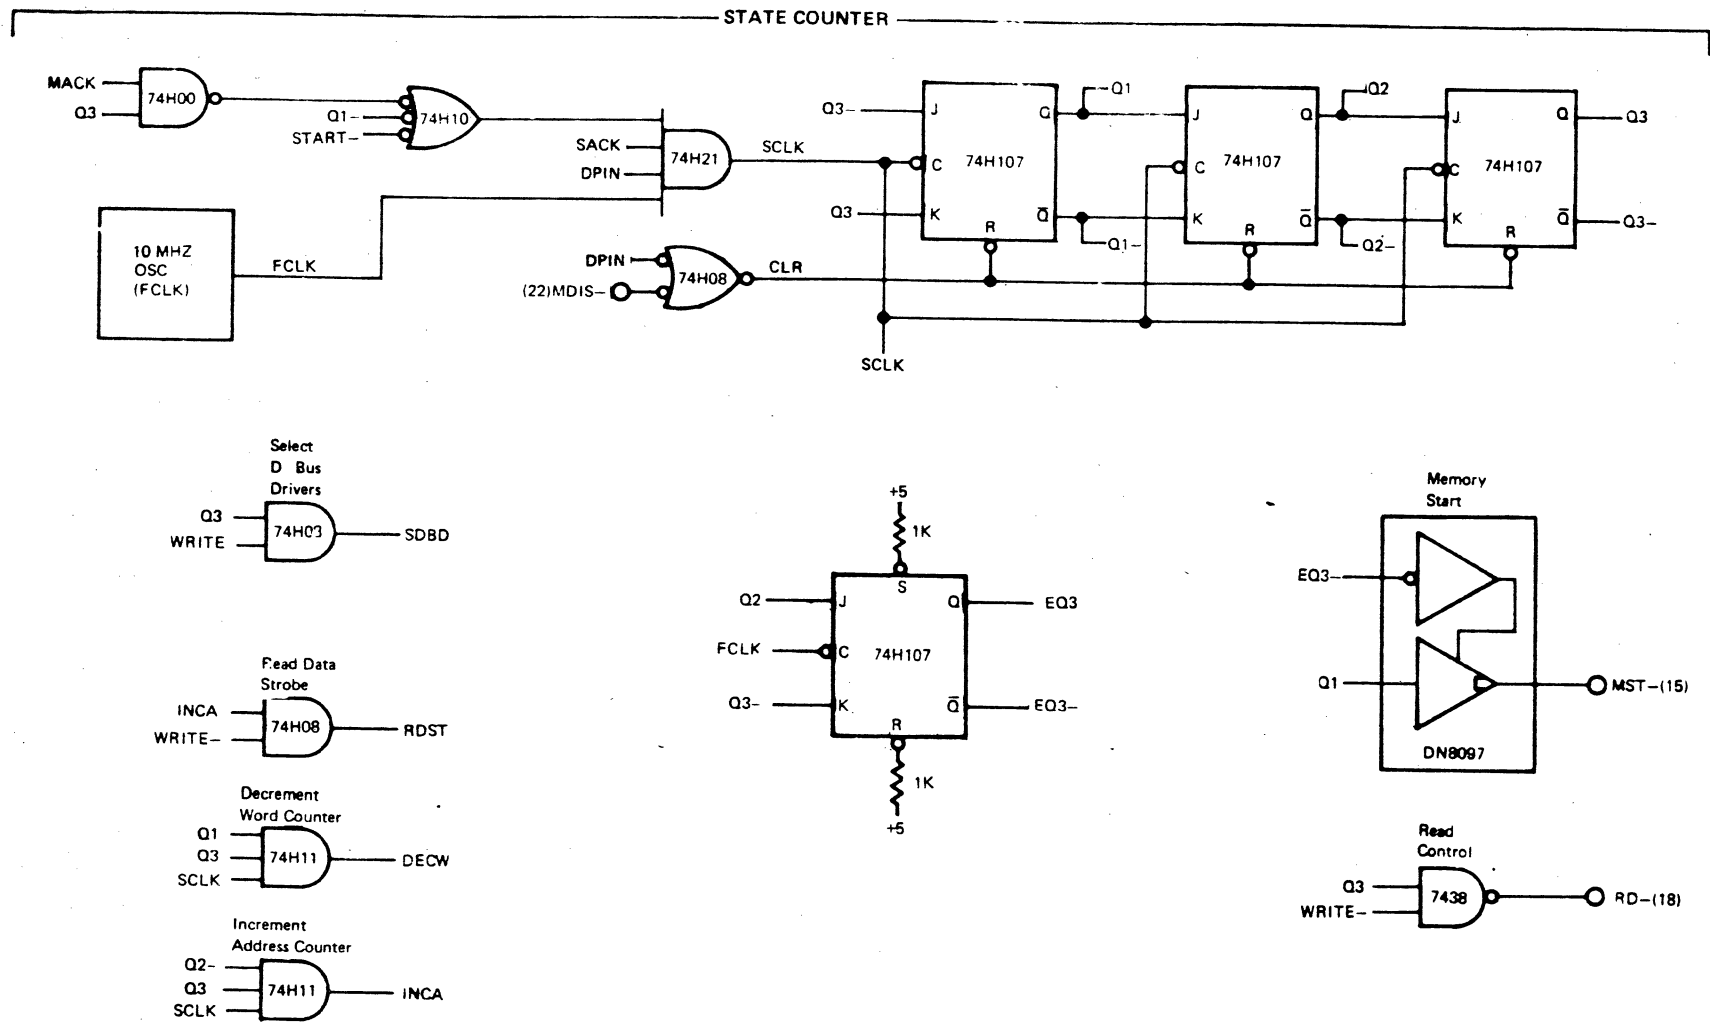 STATE COUNTER
MACK
Q3
74H00
Q1-
START-
74H10
SACK
DPIN
74H21
SCLK
10 MHZ
OSC
(FCLK)
FCLK
DPIN
(22)MDIS-
74H08
CLR
SCLK
Q3-
Q3
J
C
K
Q
Q̅
R
74H107
Q1
Q1-
J
C
K
Q
Q̅
R
74H107
Q2
Q2-
J
C
K
Q
Q̅
R
74H107
Q3
Q3-
Select
D Bus
Drivers
Q3
WRITE
74H03
SDBD
Read Data
Strobe
INCA
WRITE-
74H08
RDST
Decrement
Word Counter
Q1
Q3
SCLK
74H11
DECW
Increment
Address Counter
Q2-
Q3
SCLK
74H11
INCA
+5
1K
S
Q2
J
Q
EQ3
FCLK
C
74H107
Q3-
K
Q̅
EQ3-
R
1K
+5
Memory
Start
EQ3-
Q1
MST-(15)
DN8097
Read
Control
Q3
WRITE-
7438
RD-(18)